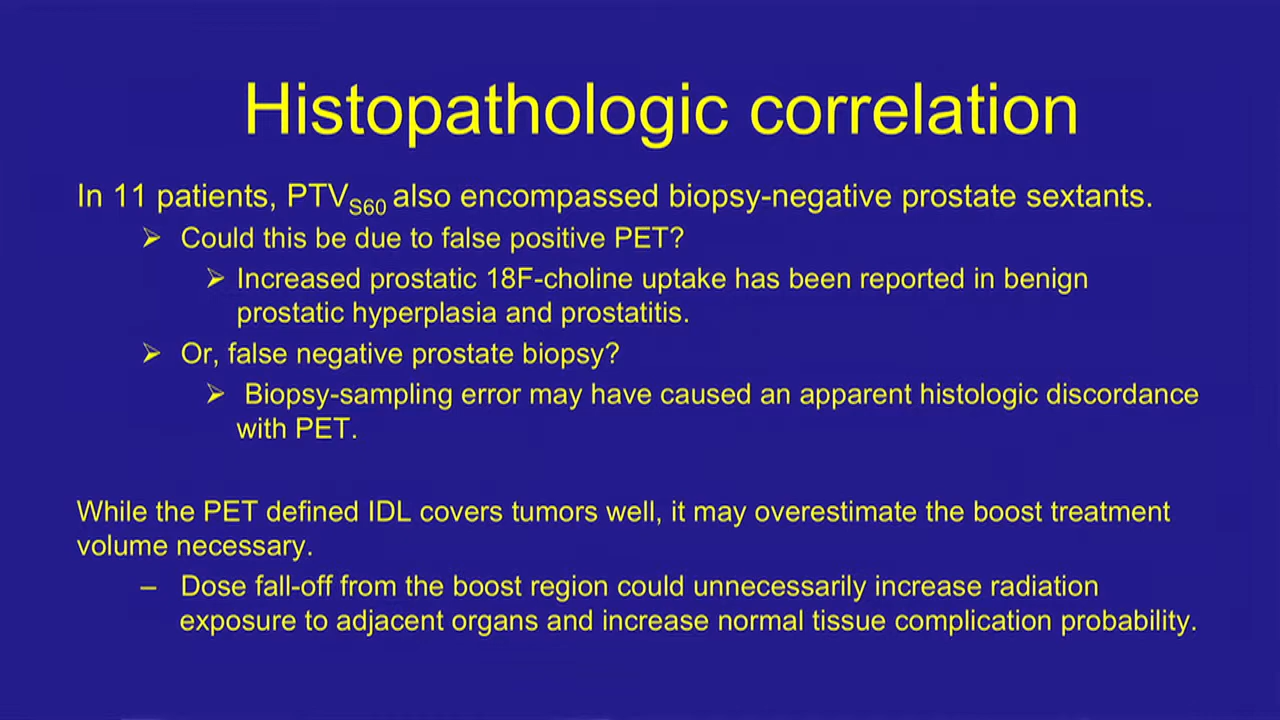 Histopathologic correlation
In 11 patients, PTVS60 also encompassed biopsy-negative prostate sextants.
➢ Could this be due to false positive PET?
➢ Increased prostatic 18F-choline uptake has been reported in benign
prostatic hyperplasia and prostatitis.
➢ Or, false negative prostate biopsy?
➢ Biopsy-sampling error may have caused an apparent histologic discordance
with PET.
While the PET defined IDL covers tumors well, it may overestimate the boost treatment
volume necessary.
– Dose fall-off from the boost region could unnecessarily increase radiation
exposure to adjacent organs and increase normal tissue complication probability.